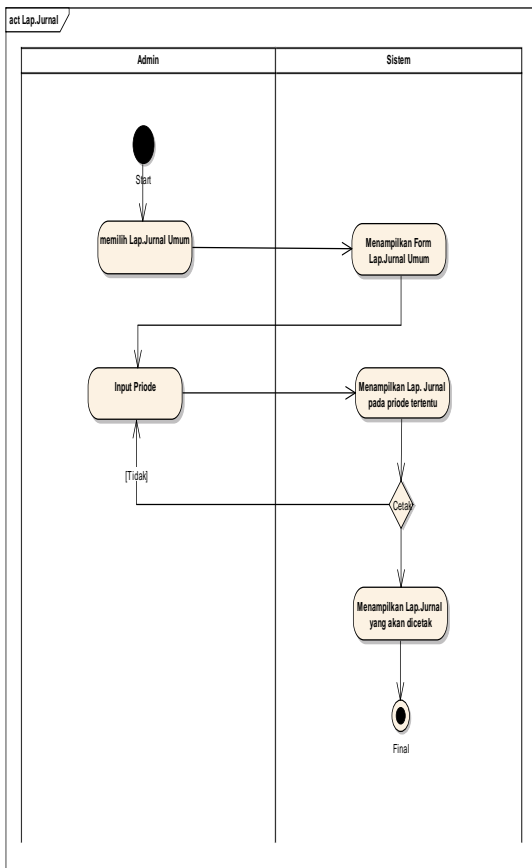 act Lap.Jurnal
Admin
Sistem
Start
memilih Lap.Jurnal Umum
Menampilkan Form
Lap.Jurnal Umum
Input Priode
Menampilkan Lap. Jurnal
pada priode tertentu
[Tidak]
Cetak
Menampilkan Lap.Jurnal
yang akan dicetak
Final